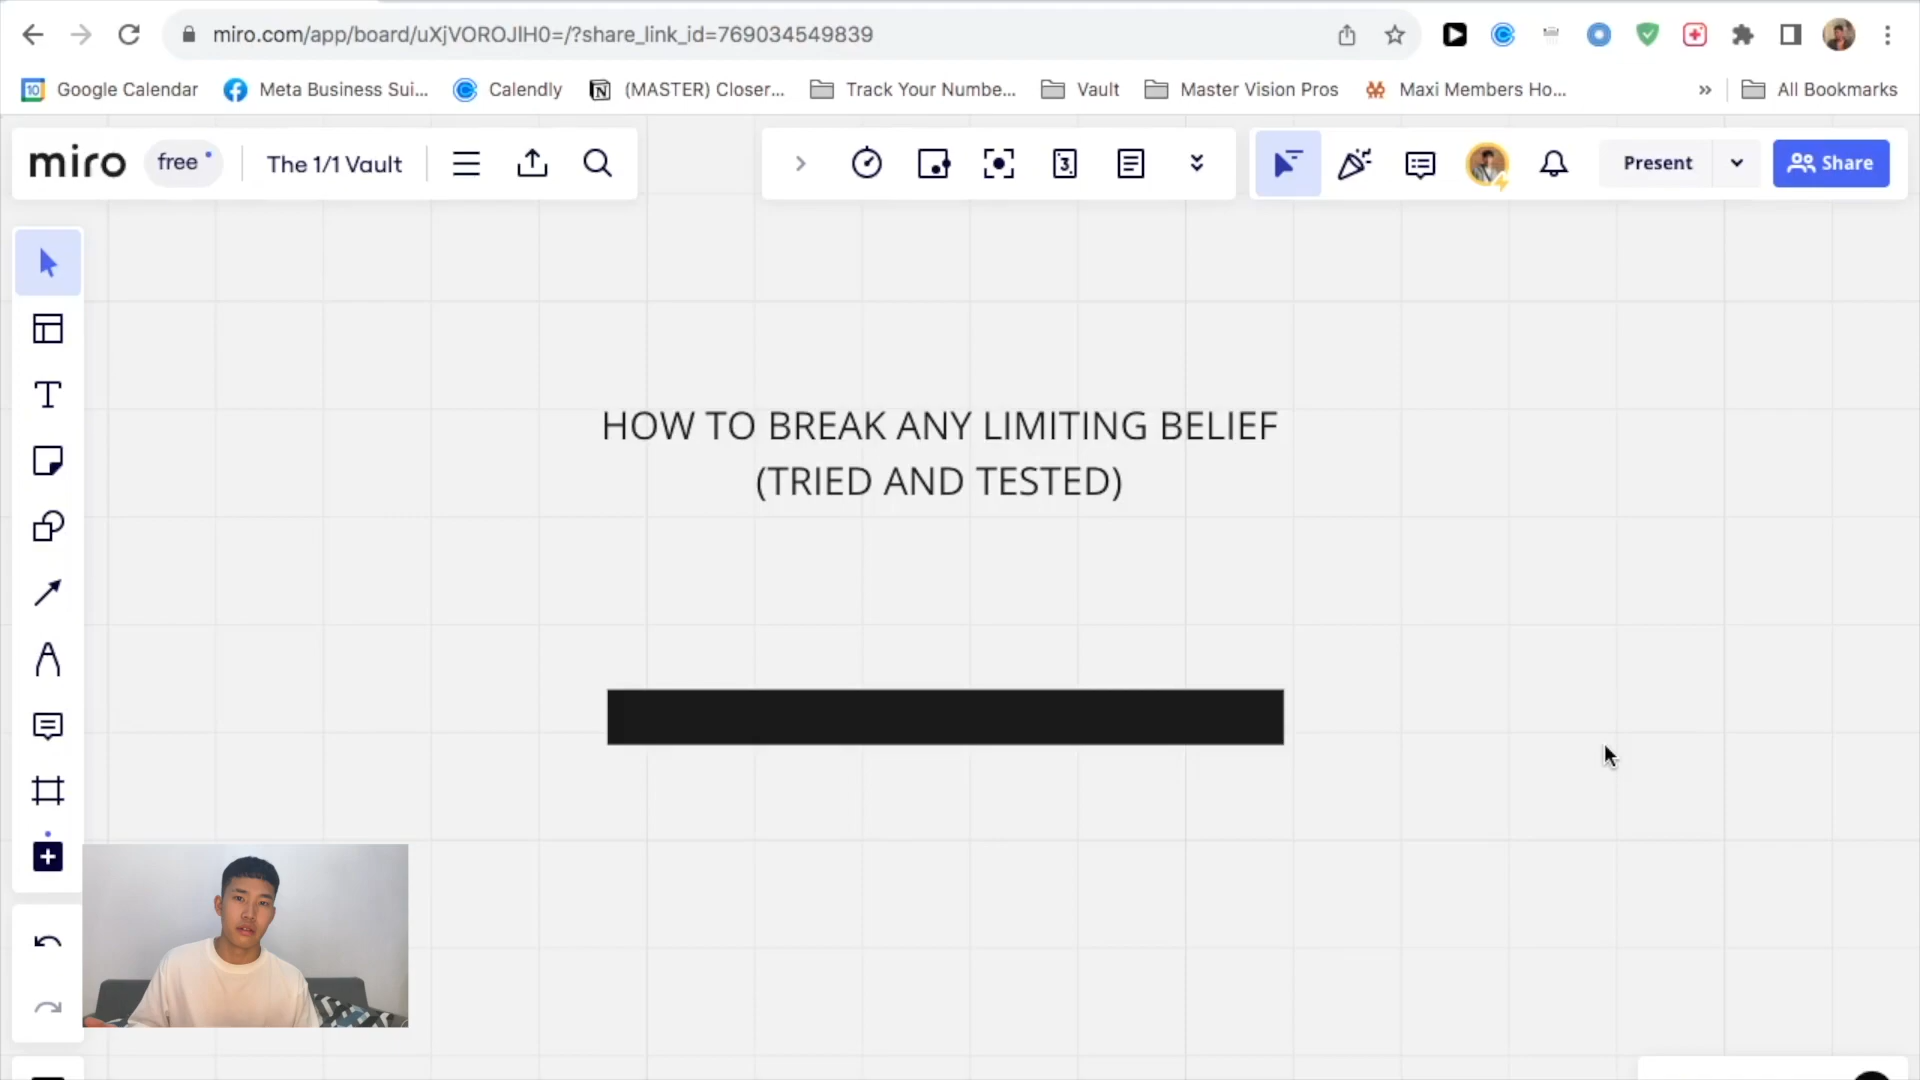 miro.com/app/board/uXjVOROJIH0=/?share_link_id=769034549839
10 Google Calendar
Meta Business Sui...
Calendly
(MASTER) Closer...
Track Your Numbe...
Vault
Master Vision Pros
Maxi Members Ho...
»
All Bookmarks
miro
free
The 1/1 Vault
3
Present
Share
HOW TO BREAK ANY LIMITING BELIEF
(TRIED AND TESTED)